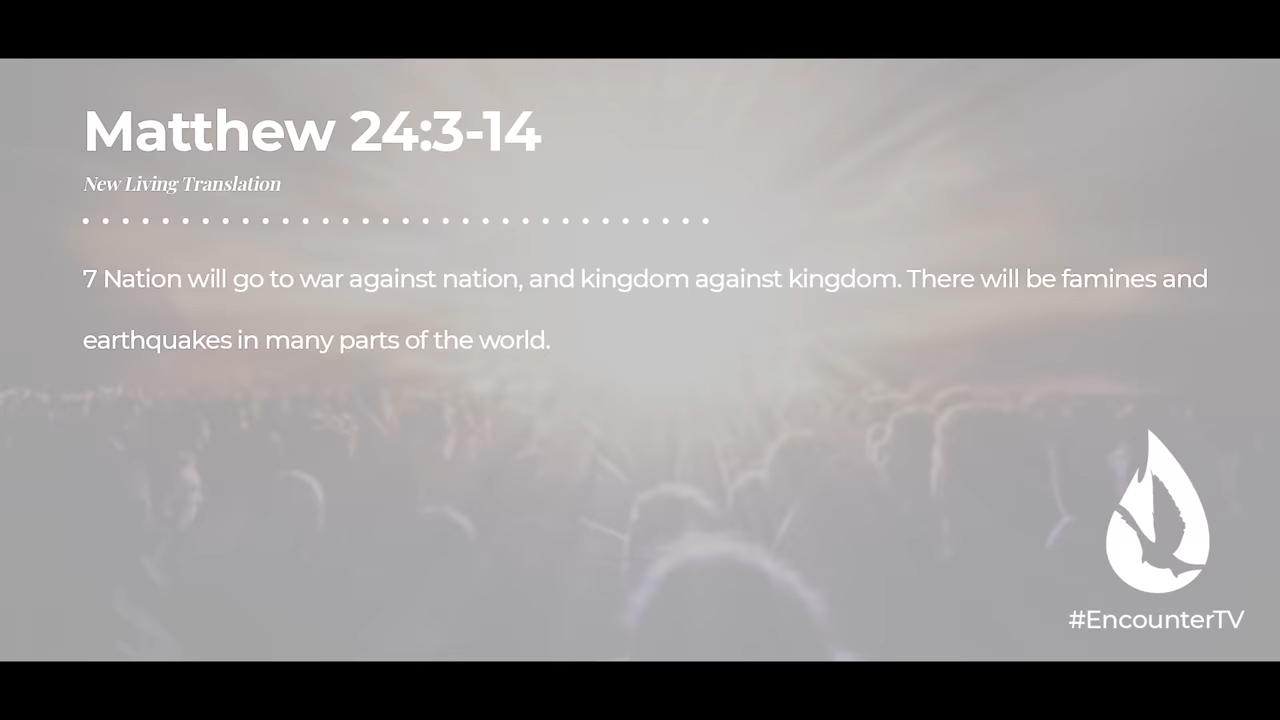 Matthew 24:3-14
New Living Translation
7 Nation will go to war against nation, and kingdom against kingdom. There will be famines and
earthquakes in many parts of the world.
#EncounterTV